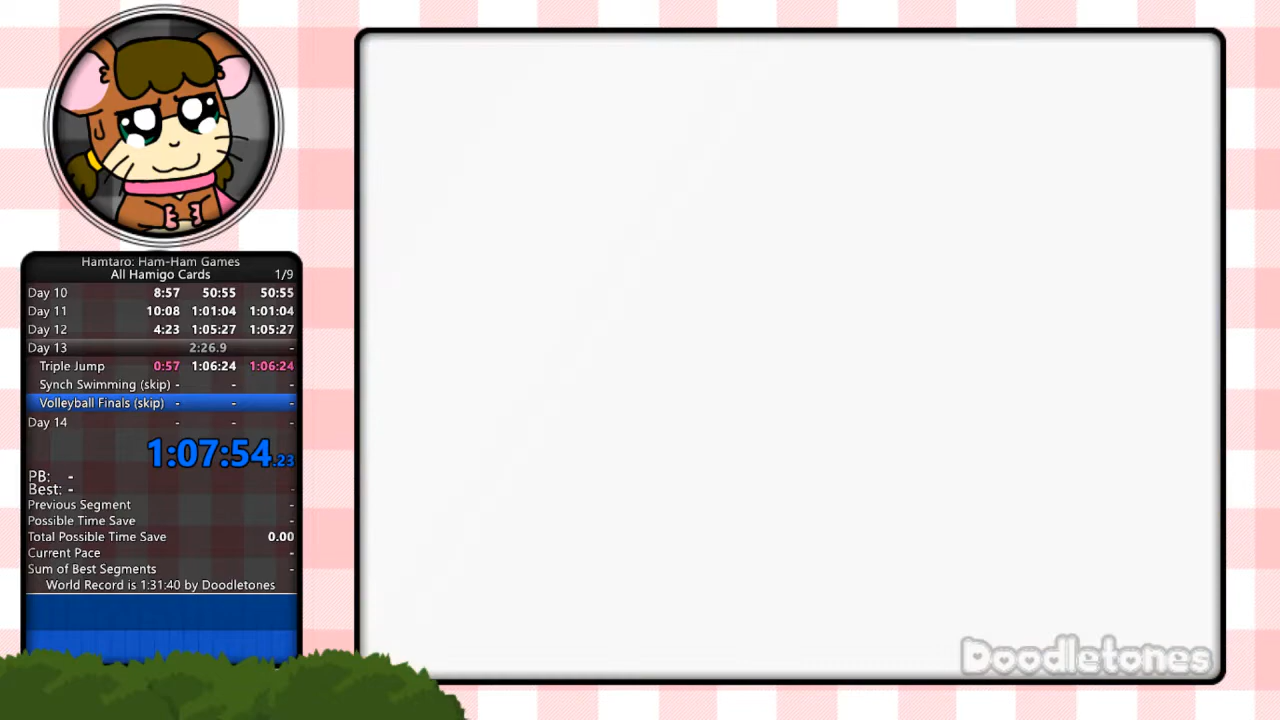 Hamtaro: Ham-Ham Games
All Hamigo Cards 1/9
Day 10 8:57 50:55 50:55
Day 11 10:08 1:01:04 1:01:04
Day 12 4:23 1:05:27 1:05:27
Day 13 2:26.9 -
Triple Jump 0:57 1:06:24 1:06:24
Synch Swimming (skip) - - -
Volleyball Finals (skip) - - -
Day 14 - - -
1:07:54.23
PB: -
Best: - -
Previous Segment -
Possible Time Save -
Total Possible Time Save 0.00
Current Pace -
Sum of Best Segments -
World Record is 1:31:40 by Doodletones
Doodletones